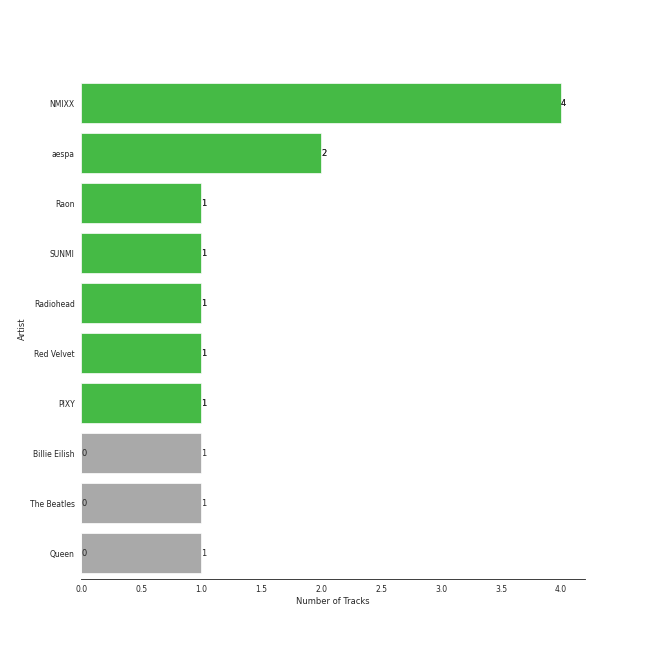 NMIXX 4
aespa 2
Raon 1
SUNMI 1
Radiohead 1
Red Velvet 1
PIXY 1
Billie Eilish 0 1
The Beatles 0 1
Queen 0 1
Artist
0.0 0.5 1.0 1.5 2.0 2.5 3.0 3.5 4.0
Number of Tracks